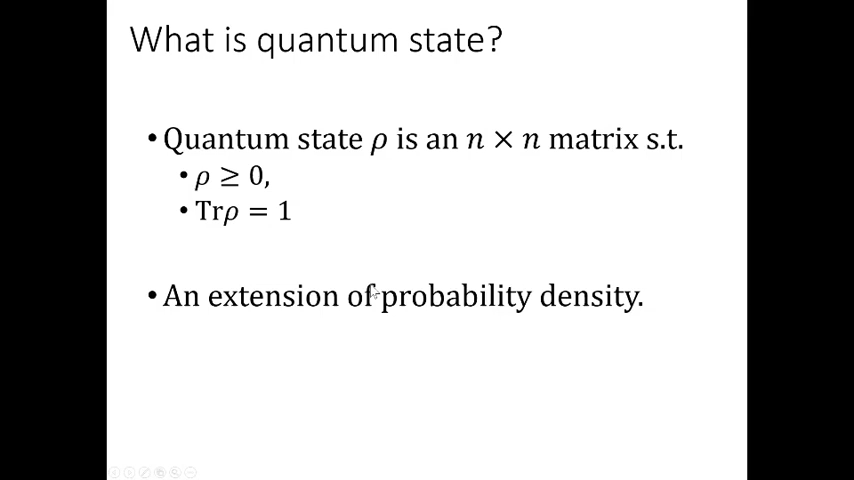 What is quantum state?
• Quantum state ρ is an n × n matrix s.t.
• ρ ≥ 0,
• Trρ = 1
• An extension of probability density.